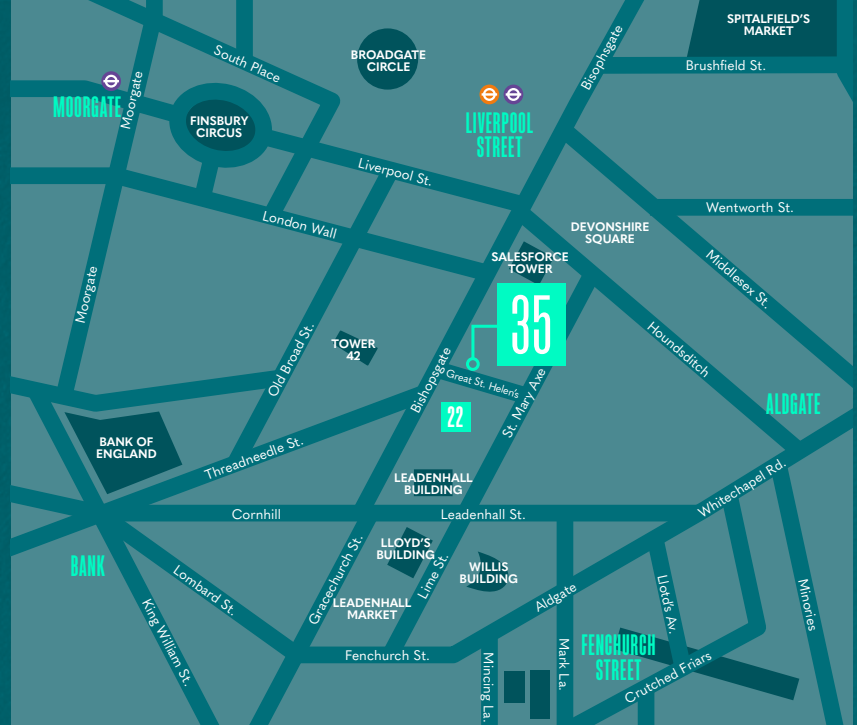 SPITALFIELD'S
MARKET
South Place
BROADGATE
CIRCLE
Bisophsgate
Brushfield St.
MOORGATE
Moorgate
FINSBURY
CIRCUS
LIVERPOOL
STREET
Liverpool St.
London Wall
Wentworth St.
DEVONSHIRE
SQUARE
SALESFORCE
TOWER
Middlesex St.
Moorgate
35
Old Broad St.
TOWER
42
Houndsditch
Bishopsgate
Great St. Helen's
St. Mary Axe
22
ALDGATE
BANK OF
ENGLAND
Threadneedle St.
LEADENHALL
BUILDING
Whitechapel Rd.
Cornhill
Leadenhall St.
BANK
LLOYD'S
BUILDING
WILLIS
BUILDING
Gracechurch St.
Lime St.
Lombard St.
LEADENHALL
MARKET
Aldgate
Llotd's Av.
Minories
King William St.
Fenchurch St.
Mincing La.
Mark La.
FENCHURCH
STREET
Crutched Friars